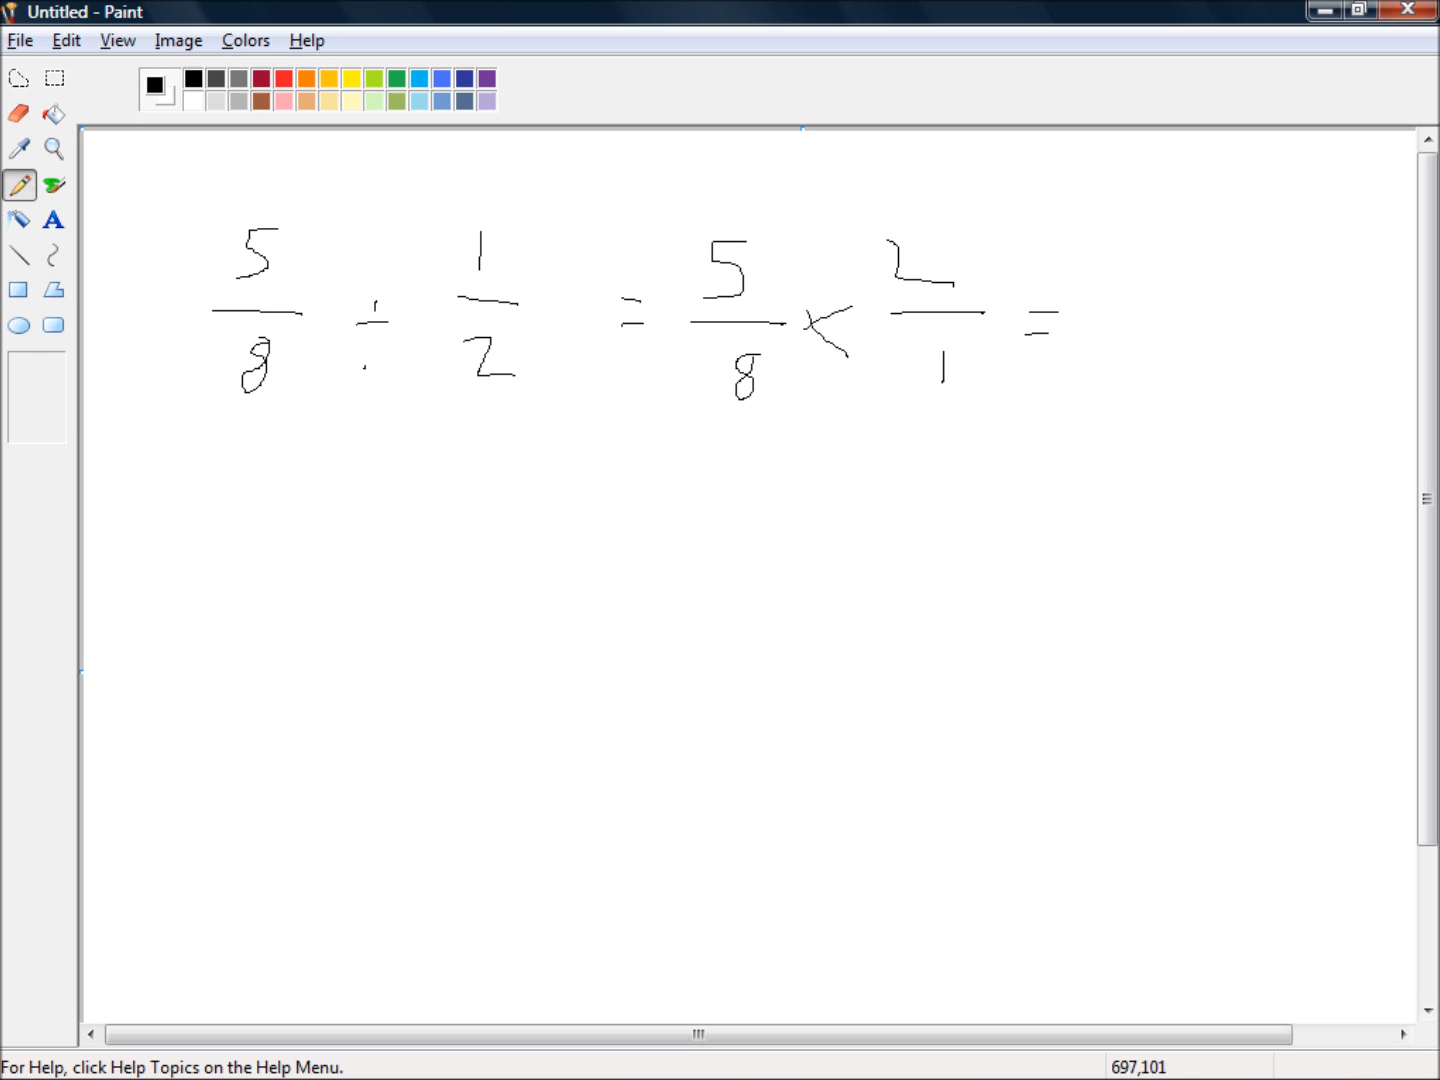 Untitled - Paint
File Edit View Image Colors Help
5/8 ÷ 1/2 = 5/8 × 2/1 =
For Help, click Help Topics on the Help Menu. 697,101